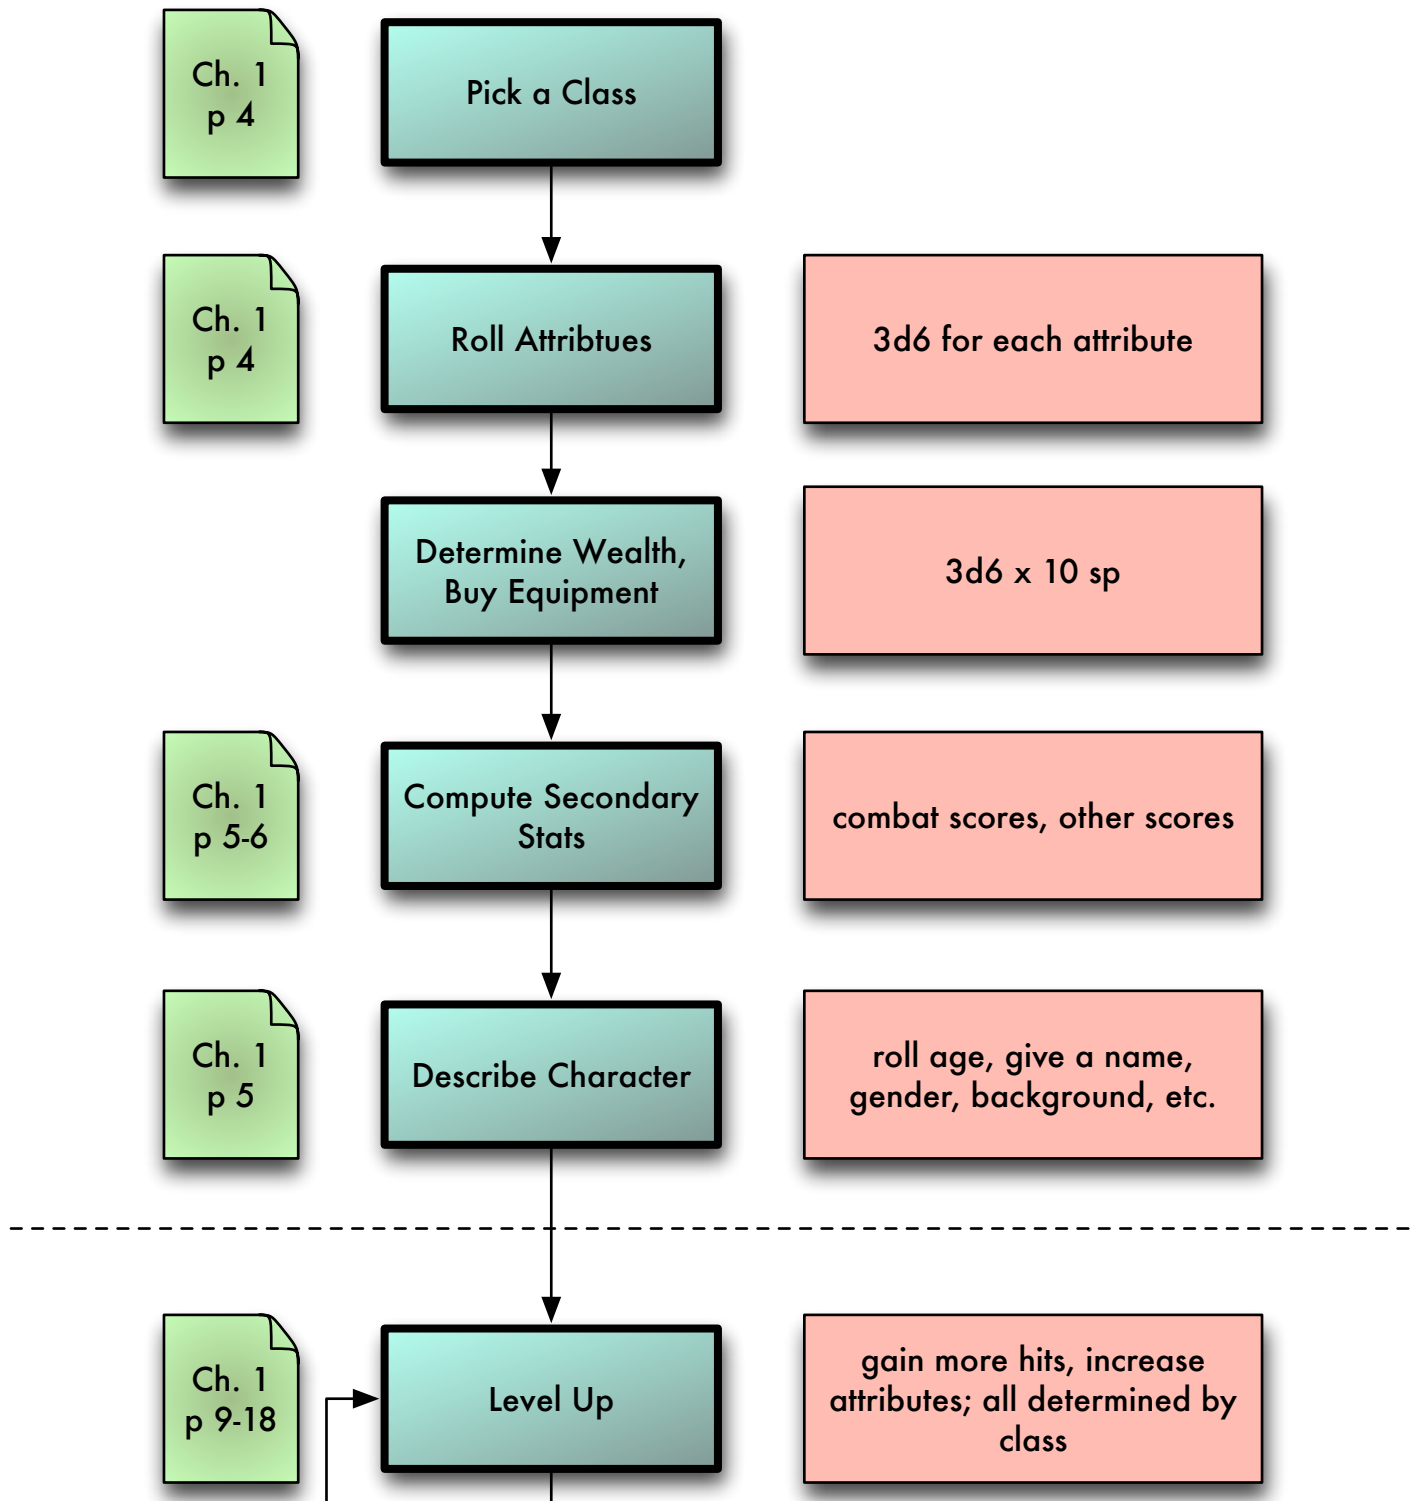 Ch. 1
p 4
Pick a Class
Ch. 1
p 4
Roll Attribtues
3d6 for each attribute
Determine Wealth,
Buy Equipment
3d6 x 10 sp
Ch. 1
p 5-6
Compute Secondary
Stats
combat scores, other scores
Ch. 1
p 5
Describe Character
roll age, give a name,
gender, background, etc.
Ch. 1
p 9-18
Level Up
gain more hits, increase
attributes; all determined by
class